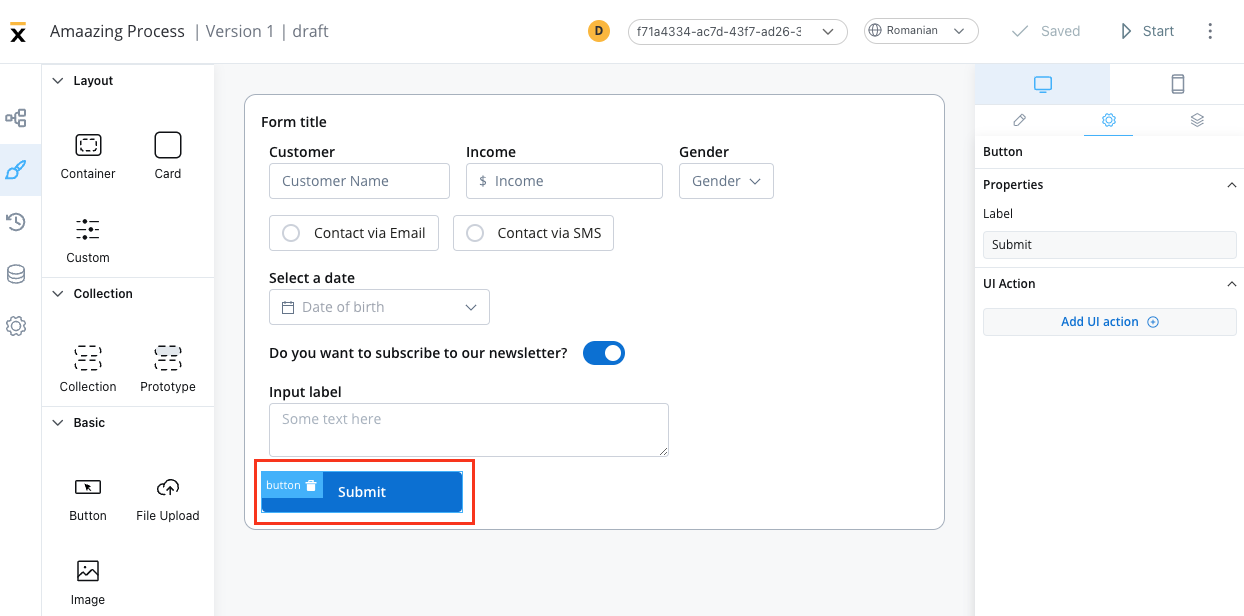 Amaazing Process | Version 1 | draft
D
f71a4334-ac7d-43f7-ad26-3
Romanian
Saved
Start
Layout
Container
Card
Custom
Collection
Collection
Prototype
Basic
Button
File Upload
Image
Form title
Customer
Income
Gender
Customer Name
$ Income
Gender
Contact via Email
Contact via SMS
Select a date
Date of birth
Do you want to subscribe to our newsletter?
Input label
Some text here
button
Submit
Button
Properties
Label
Submit
UI Action
Add UI action